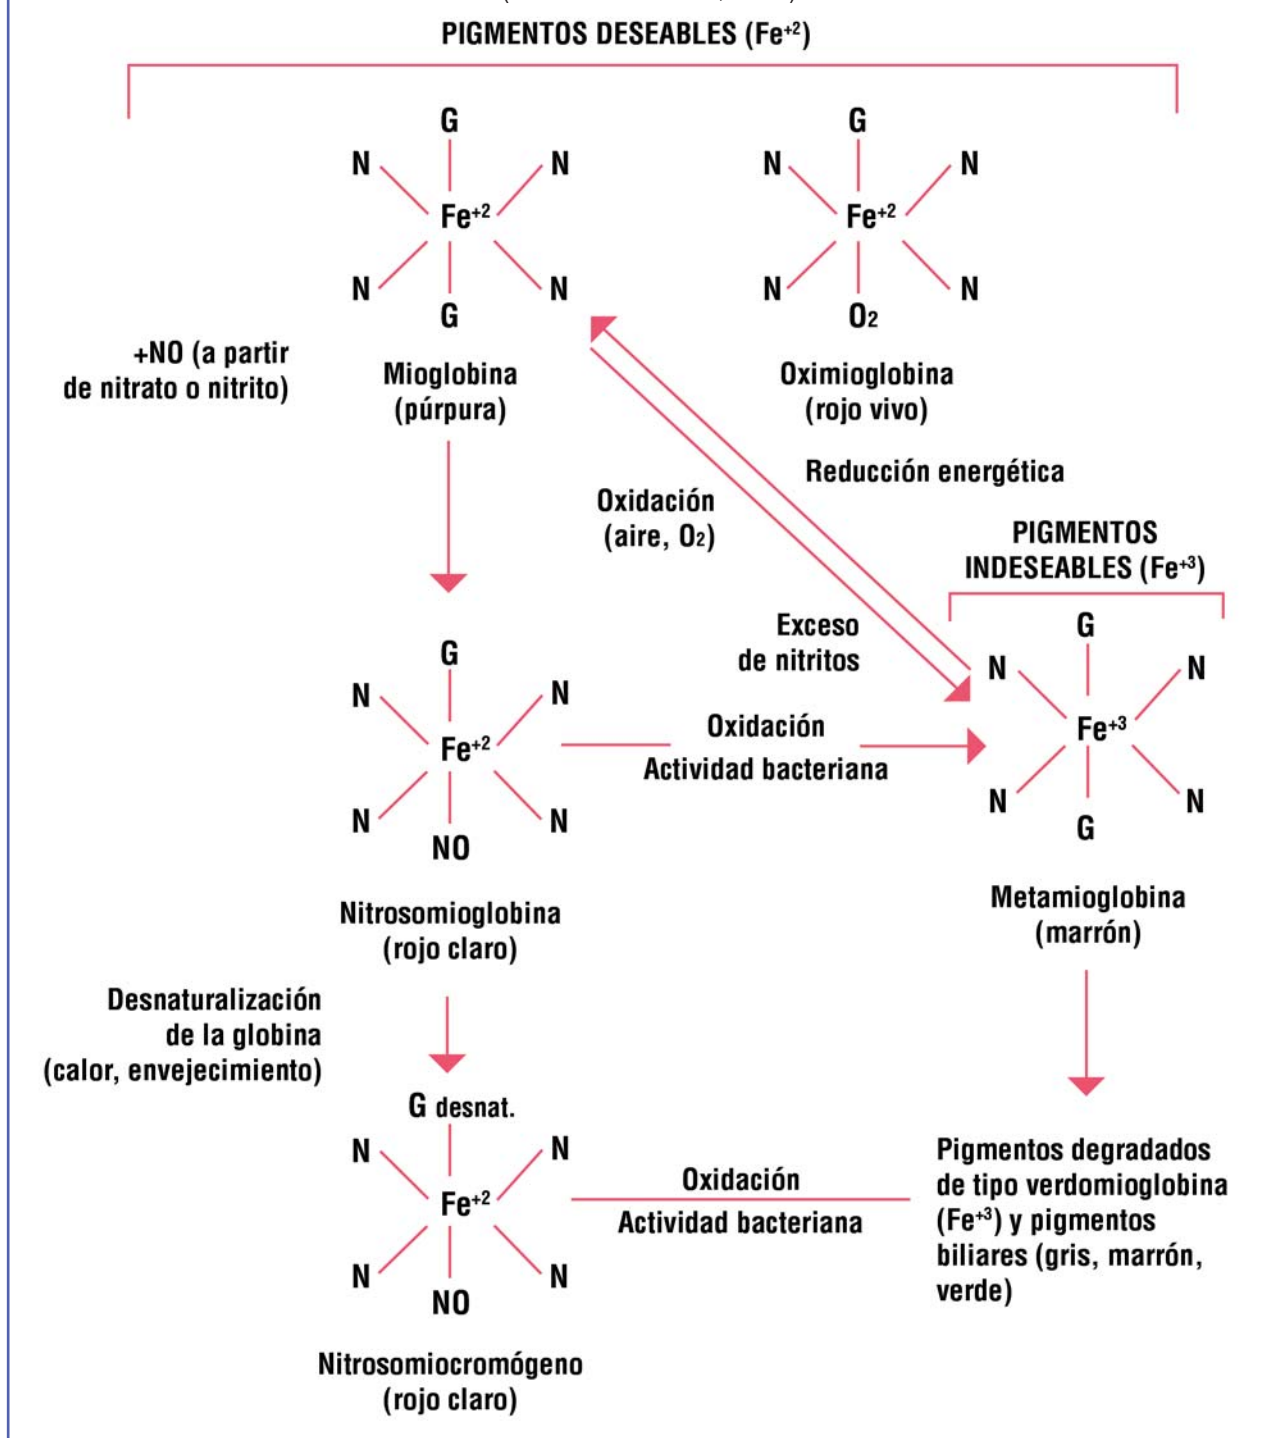 PIGMENTOS DESEABLES (Fe+2)
G
N
N
Fe+2
N
N
G
Mioglobina
(púrpura)
G
N
N
Fe+2
N
N
O2
Oximioglobina
(rojo vivo)
+NO (a partir
de nitrato o nitrito)
Reducción energética
Oxidación
(aire, O2)
PIGMENTOS
INDESEABLES (Fe+3)
Exceso
de nitritos
G
N
N
Fe+2
N
N
NO
Nitrosomioglobina
(rojo claro)
Oxidación
Actividad bacteriana
G
N
N
Fe+3
N
N
G
Metamioglobina
(marrón)
Desnaturalización
de la globina
(calor, envejecimiento)
G desnat.
N
N
Fe+2
N
N
NO
Nitrosomiocromógeno
(rojo claro)
Oxidación
Actividad bacteriana
Pigmentos degradados
de tipo verdomioglobina
(Fe+3) y pigmentos
biliares (gris, marrón,
verde)